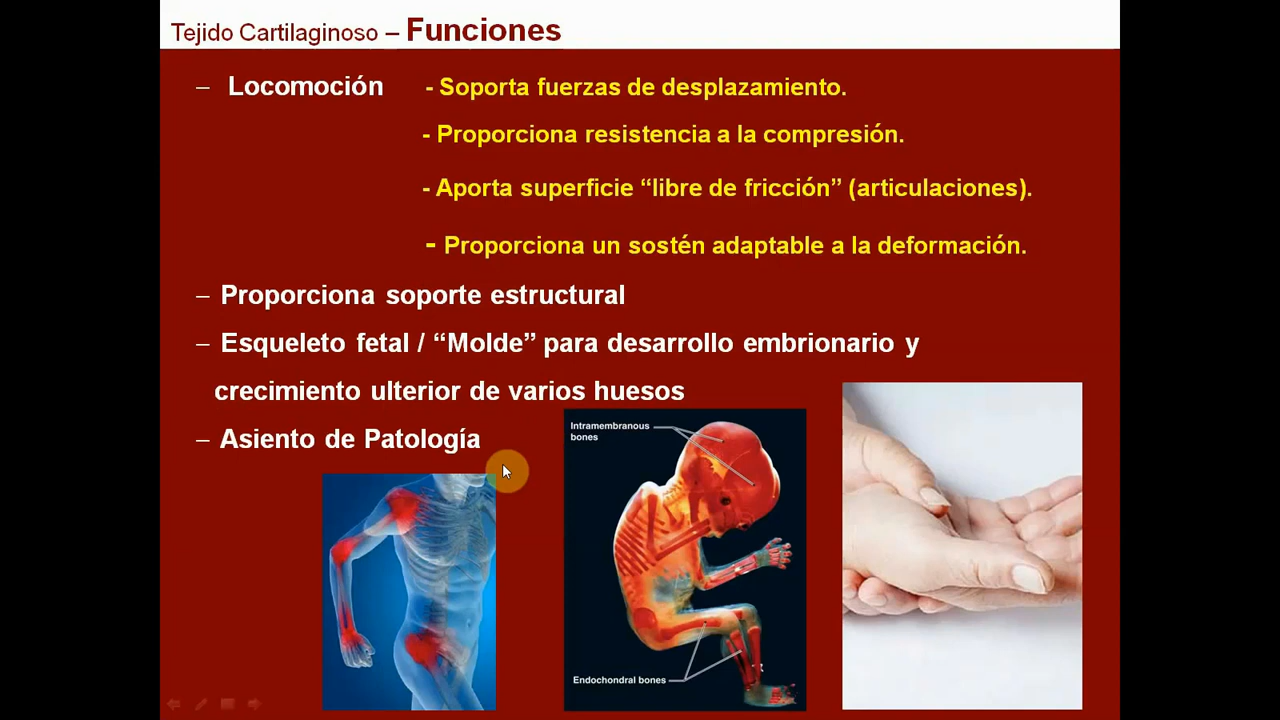 Tejido Cartilaginoso – Funciones
– Locomoción - Soporta fuerzas de desplazamiento.
- Proporciona resistencia a la compresión.
- Aporta superficie “libre de fricción” (articulaciones).
- Proporciona un sostén adaptable a la deformación.
– Proporciona soporte estructural
– Esqueleto fetal / “Molde” para desarrollo embrionario y
crecimiento ulterior de varios huesos
– Asiento de Patología
Intramembranous
bones
Endochondral bones